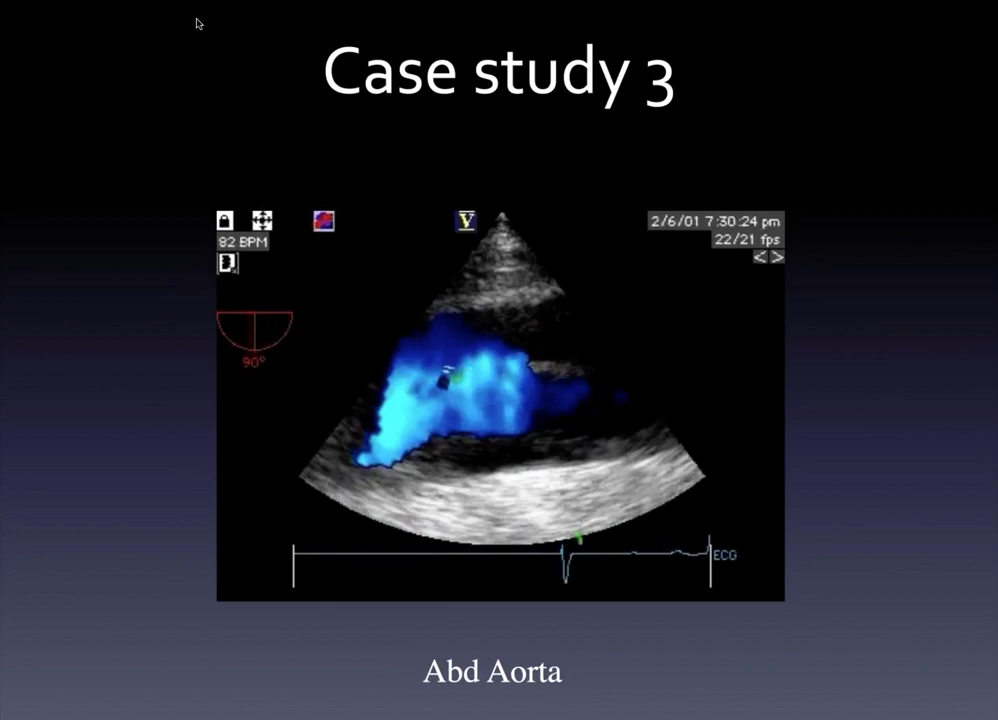 Case study 3
V
2/6/01 7:30:24 pm
82 BPM
22/21 fps
< >
90°
ECG
Abd Aorta